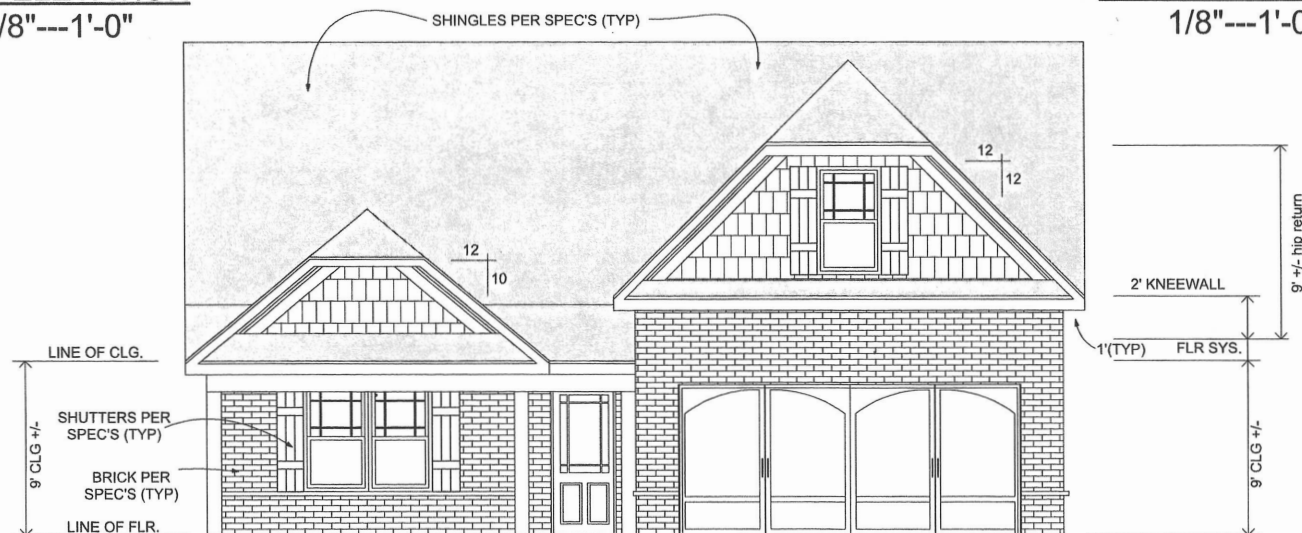 /8"---1'-0"
1/8"---1'-0
SHINGLES PER SPEC'S (TYP)
12
12
12
10
9' +/- hip return
2' KNEEWALL
1'(TYP)
FLR SYS.
LINE OF CLG.
SHUTTERS PER
SPEC'S (TYP)
9' CLG +/-
9' CLG +/-
BRICK PER
SPEC'S (TYP)
LINE OF FLR.